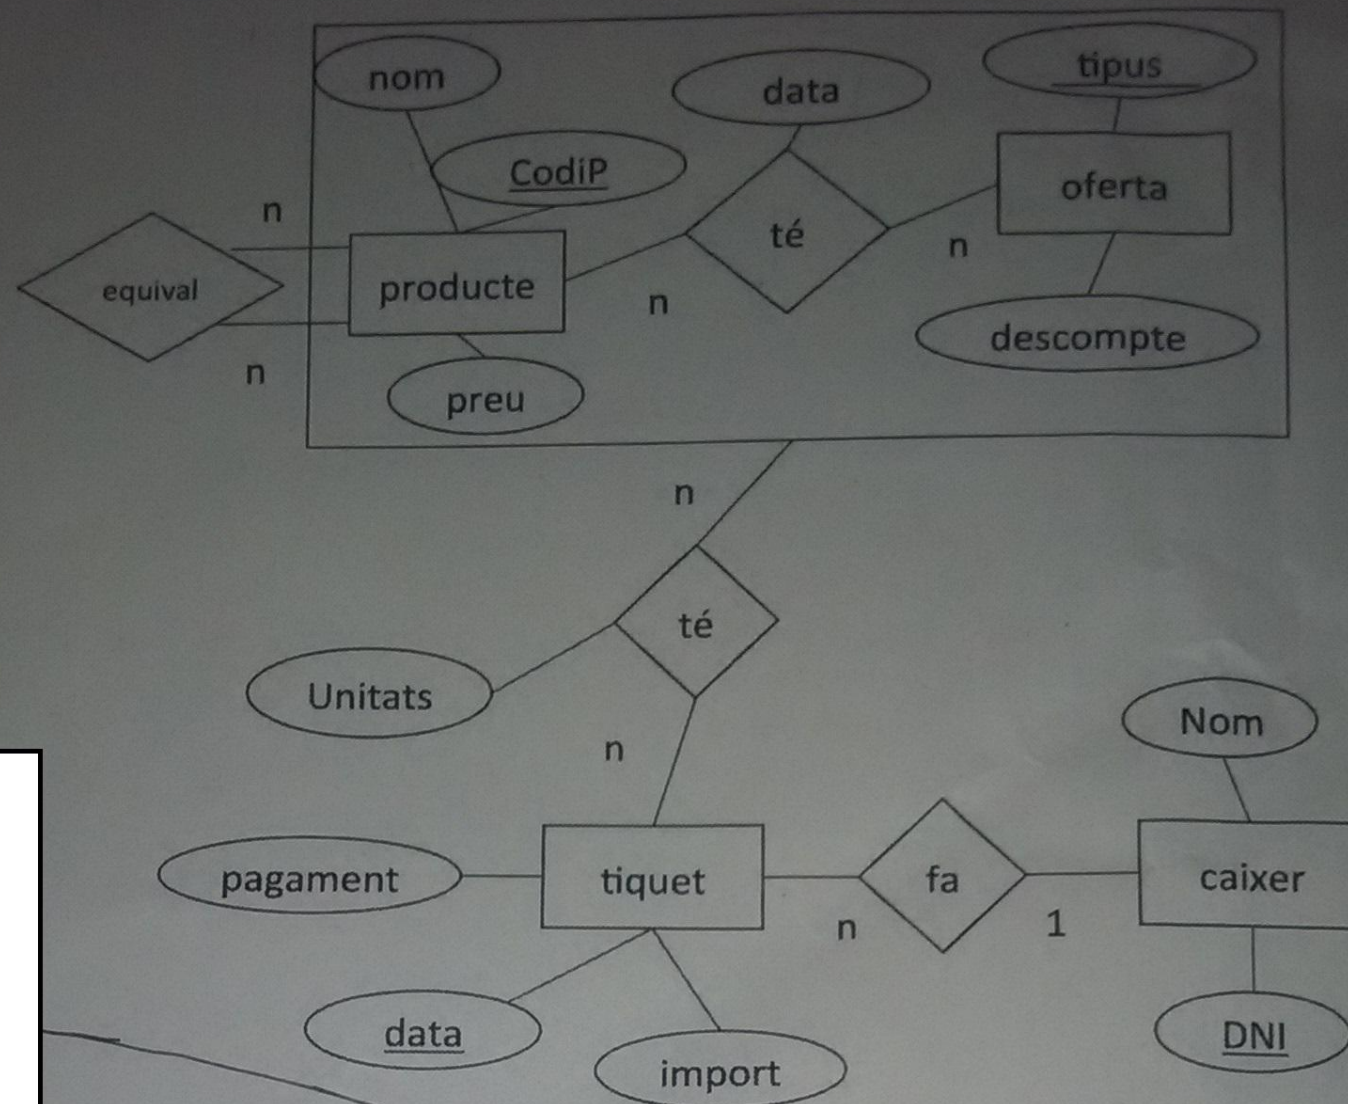 nom
data
tipus
CodiP
oferta
n
té
n
equival
producte
n
descompte
n
preu
n
té
Unitats
n
Nom
pagament
tiquet
fa
caixer
n
1
data
DNI
import